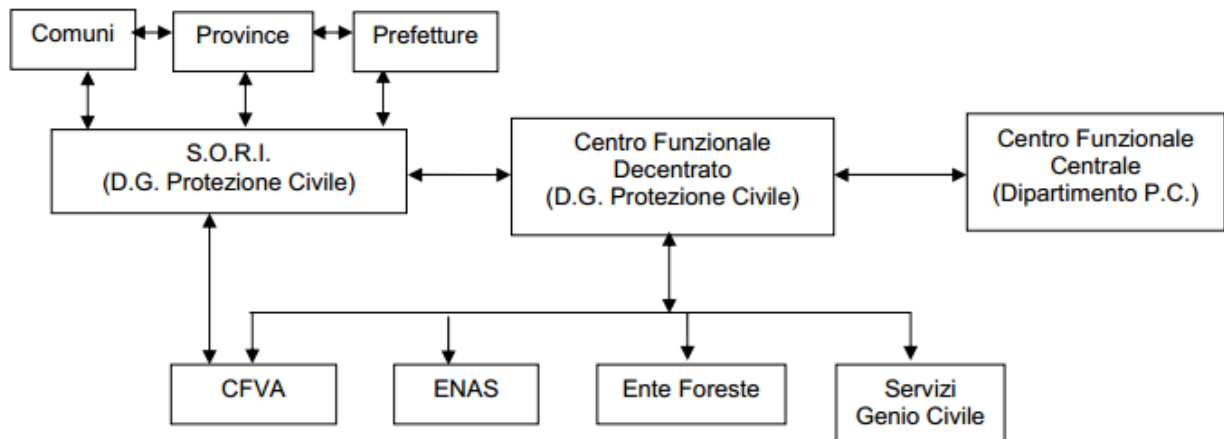 Comuni
Province
Prefetture
S.O.R.I.
(D.G. Protezione Civile)
Centro Funzionale
Decentrato
(D.G. Protezione Civile)
Centro Funzionale
Centrale
(Dipartimento P.C.)
CFVA
ENAS
Ente Foreste
Servizi
Genio Civile